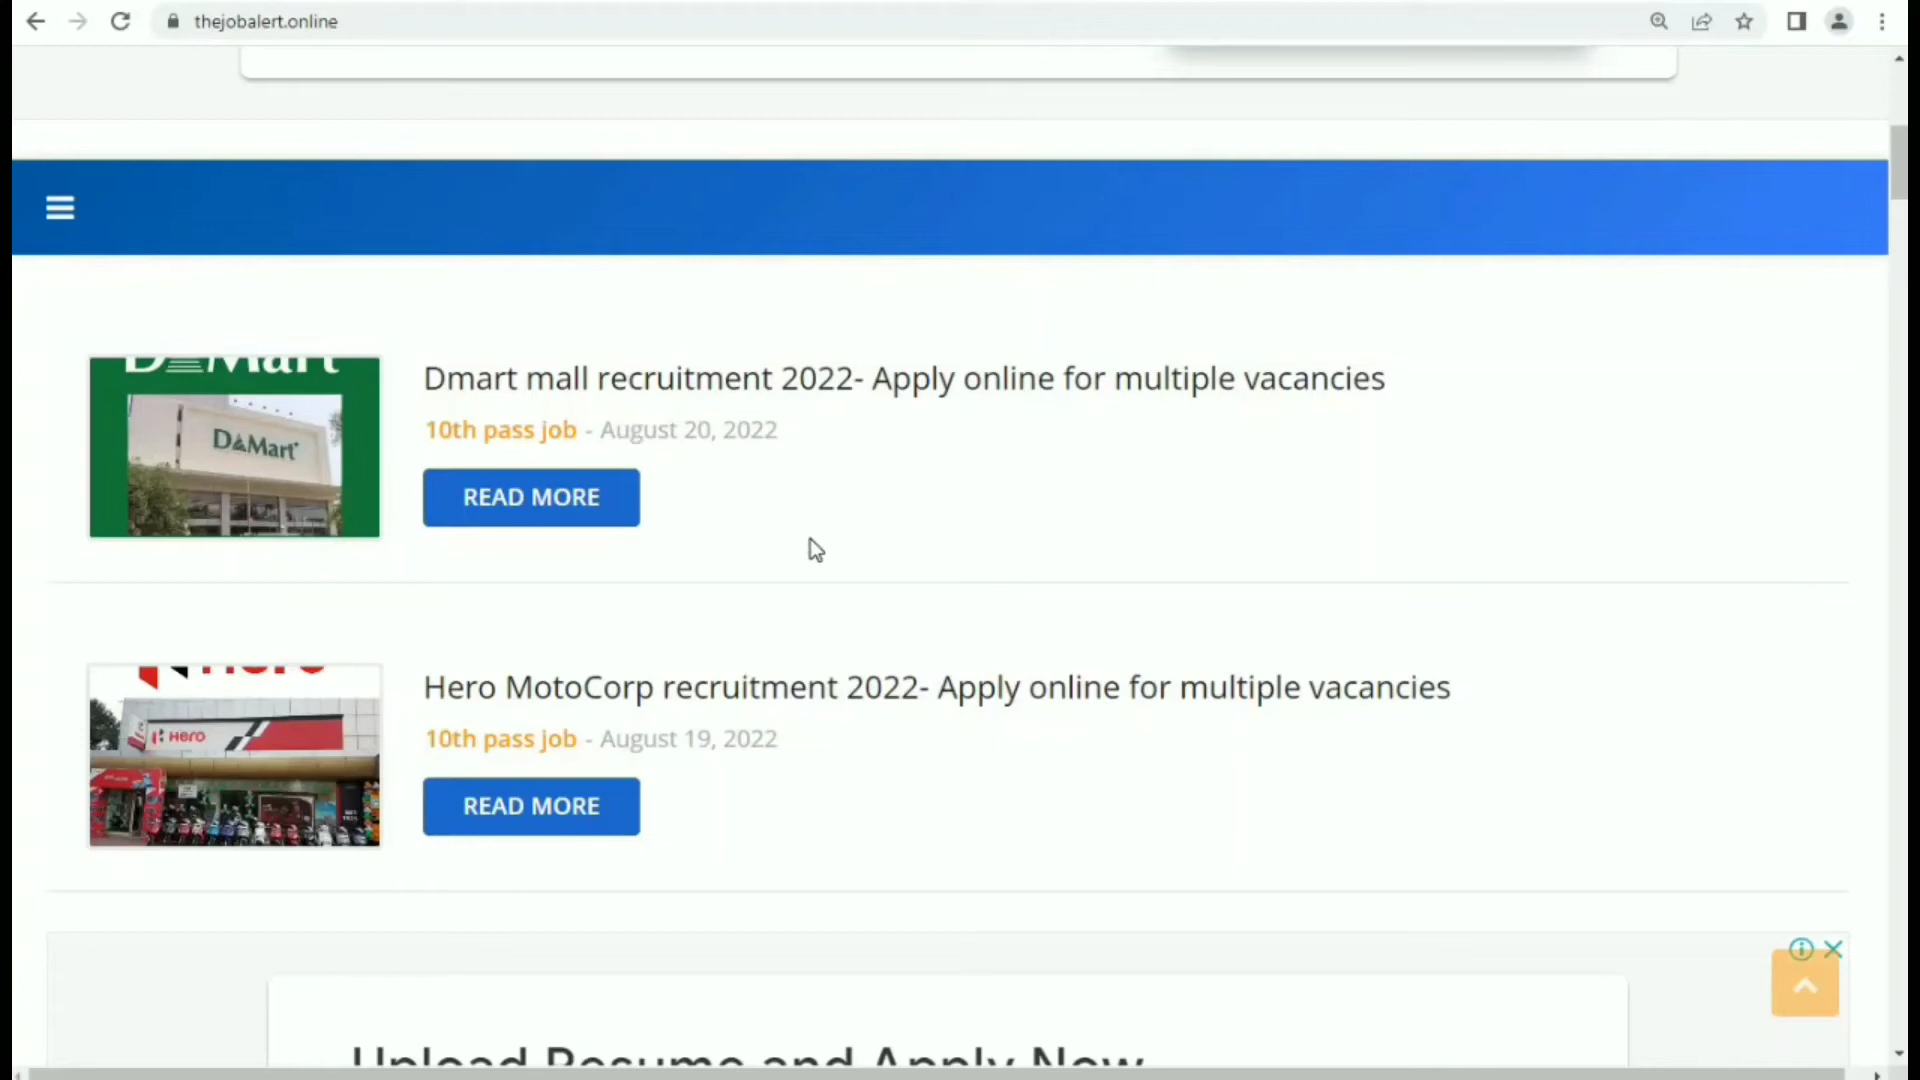 thejobalert.online
DMart
DMart
Dmart mall recruitment 2022- Apply online for multiple vacancies
10th pass job - August 20, 2022
READ MORE
Hero
Hero
Hero MotoCorp recruitment 2022- Apply online for multiple vacancies
10th pass job - August 19, 2022
READ MORE
Upload Resume and Apply Now